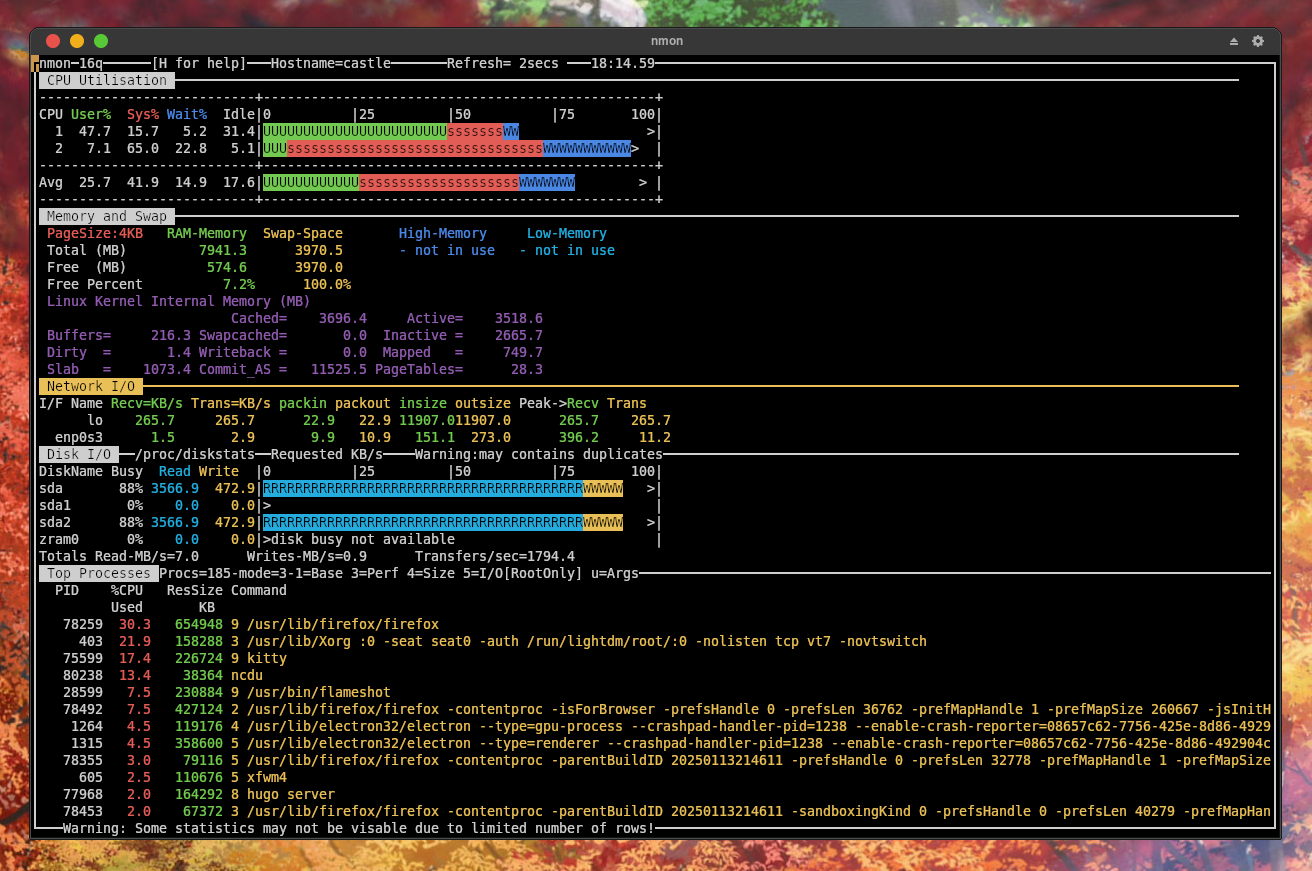 nmon
nmon─16q──────[H for help]───Hostname=castle───────Refresh= 2secs ───18:14.59
CPU Utilisation
---------------------------+--------------------------------------------------+
CPU User%  Sys% Wait%  Idle|0          |25         |50          |75       100|
1  47.7  15.7   5.2  31.4|UUUUUUUUUUUUUUUUUUUUUUUsssssssWW                >|
2   7.1  65.0  22.8   5.1|UUUssssssssssssssssssssssssssssssssWWWWWWWWWWW>  |
---------------------------+--------------------------------------------------+
Avg  25.7  41.9  14.9  17.6|UUUUUUUUUUUUssssssssssssssssssssWWWWWWW        > |
---------------------------+--------------------------------------------------+
Memory and Swap
PageSize:4KB   RAM-Memory  Swap-Space       High-Memory     Low-Memory
Total (MB)         7941.3      3970.5       - not in use   - not in use
Free  (MB)          574.6      3970.0
Free Percent          7.2%      100.0%
Linux Kernel Internal Memory (MB)
Cached=    3696.4     Active=    3518.6
Buffers=     216.3 Swapcached=       0.0  Inactive =    2665.7
Dirty  =       1.4 Writeback =       0.0  Mapped   =     749.7
Slab   =    1073.4 Commit_AS =   11525.5 PageTables=      28.3
Network I/O
I/F Name Recv=KB/s Trans=KB/s packin packout insize outsize Peak->Recv Trans
lo    265.7     265.7      22.9   22.9 11907.011907.0      265.7    265.7
enp0s3      1.5       2.9       9.9   10.9   151.1  273.0      396.2     11.2
Disk I/O ──/proc/diskstats──Requested KB/s────Warning:may contains duplicates
DiskName Busy  Read Write  |0          |25         |50          |75       100|
sda       88% 3566.9  472.9|RRRRRRRRRRRRRRRRRRRRRRRRRRRRRRRRRRRRRRRRWWWWW   >|
sda1       0%    0.0    0.0|>                                                |
sda2      88% 3566.9  472.9|RRRRRRRRRRRRRRRRRRRRRRRRRRRRRRRRRRRRRRRRWWWWW   >|
zram0      0%    0.0    0.0|>disk busy not available                         |
Totals Read-MB/s=7.0      Writes-MB/s=0.9      Transfers/sec=1794.4
Top Processes Procs=185-mode=3-1=Base 3=Perf 4=Size 5=I/O[RootOnly] u=Args
PID    %CPU   ResSize Command
Used       KB
78259  30.3   654948 9 /usr/lib/firefox/firefox
403  21.9   158288 3 /usr/lib/Xorg :0 -seat seat0 -auth /run/lightdm/root/:0 -nolisten tcp vt7 -novtswitch
75599  17.4   226724 9 kitty
80238  13.4    38364 ncdu
28599   7.5   230884 9 /usr/bin/flameshot
78492   7.5   427124 2 /usr/lib/firefox/firefox -contentproc -isForBrowser -prefsHandle 0 -prefsLen 36762 -prefMapHandle 1 -prefMapSize 260667 -jsInitH
1264   4.5   119176 4 /usr/lib/electron32/electron --type=gpu-process --crashpad-handler-pid=1238 --enable-crash-reporter=08657c62-7756-425e-8d86-4929
1315   4.5   358600 5 /usr/lib/electron32/electron --type=renderer --crashpad-handler-pid=1238 --enable-crash-reporter=08657c62-7756-425e-8d86-492904c
78355   3.0    79116 5 /usr/lib/firefox/firefox -contentproc -parentBuildID 20250113214611 -prefsHandle 0 -prefsLen 32778 -prefMapHandle 1 -prefMapSize
605   2.5   110676 5 xfwm4
77968   2.0   164292 8 hugo server
78453   2.0    67372 3 /usr/lib/firefox/firefox -contentproc -parentBuildID 20250113214611 -sandboxingKind 0 -prefsHandle 0 -prefsLen 40279 -prefMapHan
Warning: Some statistics may not be visable due to limited number of rows!